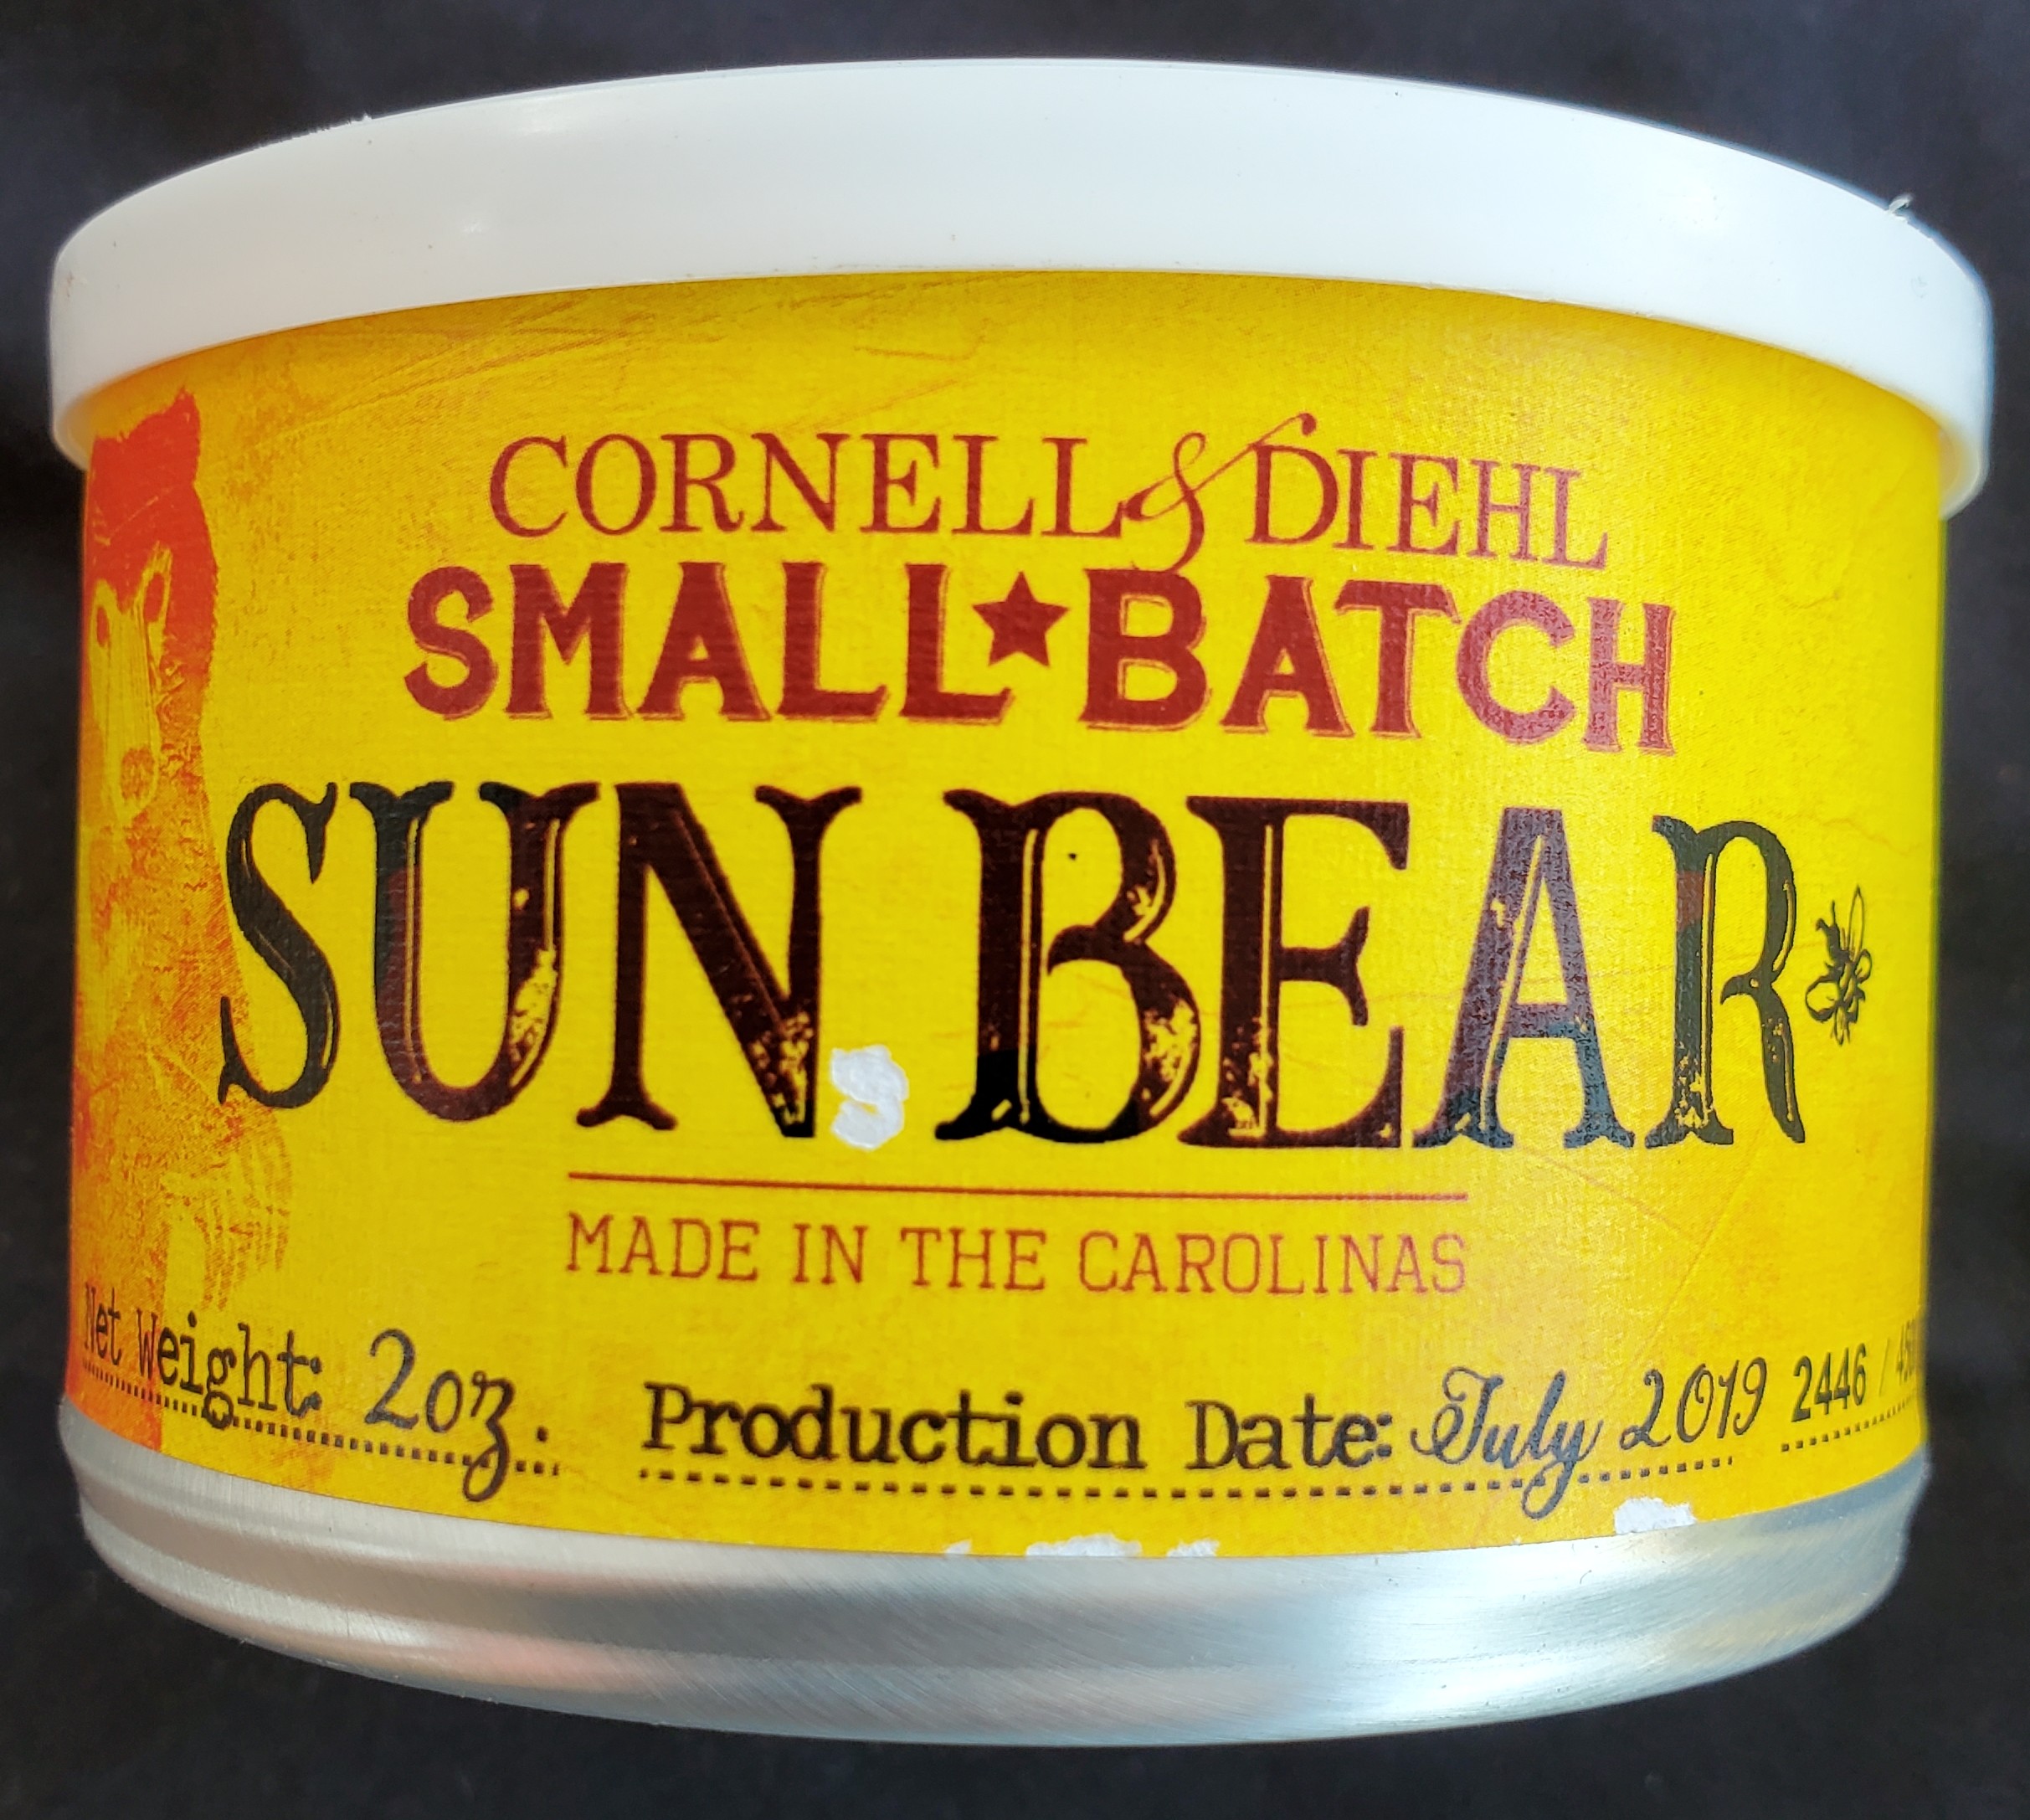 CORNELL & DIEHL
SMALL★BATCH
SUN BEAR
MADE IN THE CAROLINAS
Net Weight: 2oz. Production Date: July 2019 2446 /